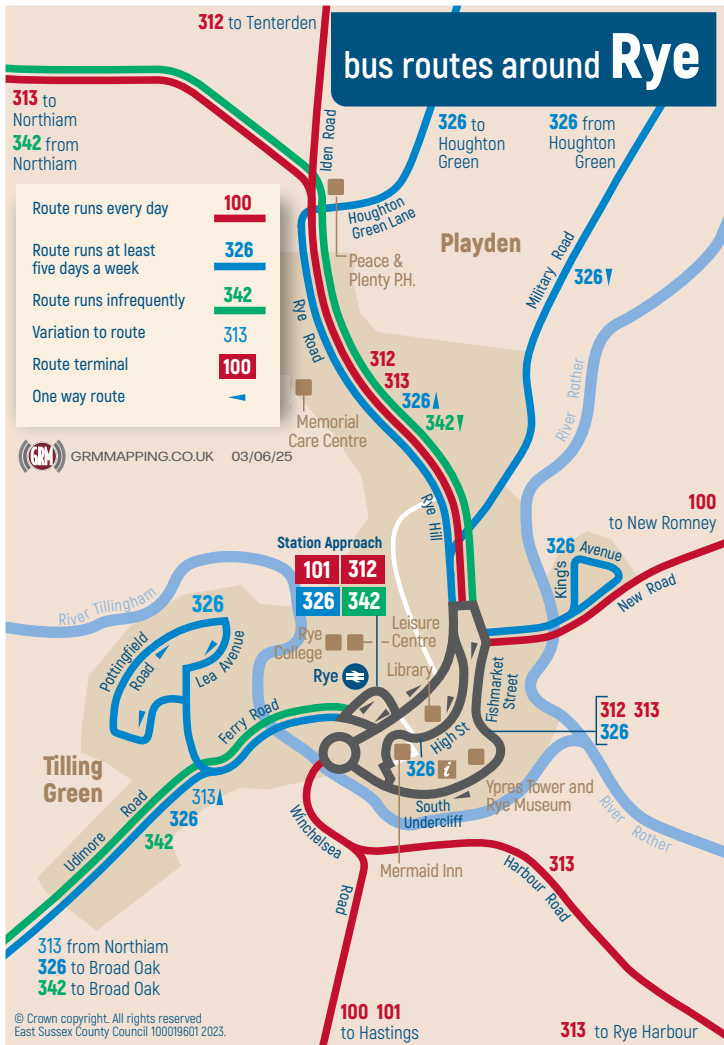 312 to Tenterden
bus routes around Rye
313 to
Northiam
342 from
Northiam
Iden Road
326 to
Houghton
Green
326 from
Houghton
Green
Route runs every day 100
Route runs at least
five days a week 326
Route runs infrequently 342
Variation to route 313
Route terminal 100
One way route
Houghton
Green Lane
Playden
Peace &
Plenty P.H.
Military Road
326
Rye Road
River Rother
312
313
326
342
Memorial
Care Centre
GRM GRMMAPPING.CO.UK 03/06/25
Rye Hill
100
to New Romney
Station Approach
101 312
326 342
326
King's Avenue
New Road
River Tillingham
326
Pottingfield
Road
Lea Avenue
Rye
College
Leisure
Centre
Rye
Library
Fishmarket
Street
Ferry Road
High St
312 313
326
326 i
Tilling
Green
313
326
342
Udimore Road
Ypres Tower and
Rye Museum
South
Undercliff
River Rother
Winchelsea
Road
Mermaid Inn
Harbour Road
313
313 from Northiam
326 to Broad Oak
342 to Broad Oak
© Crown copyright. All rights reserved
East Sussex County Council 100019601 2023.
100 101
to Hastings
313 to Rye Harbour